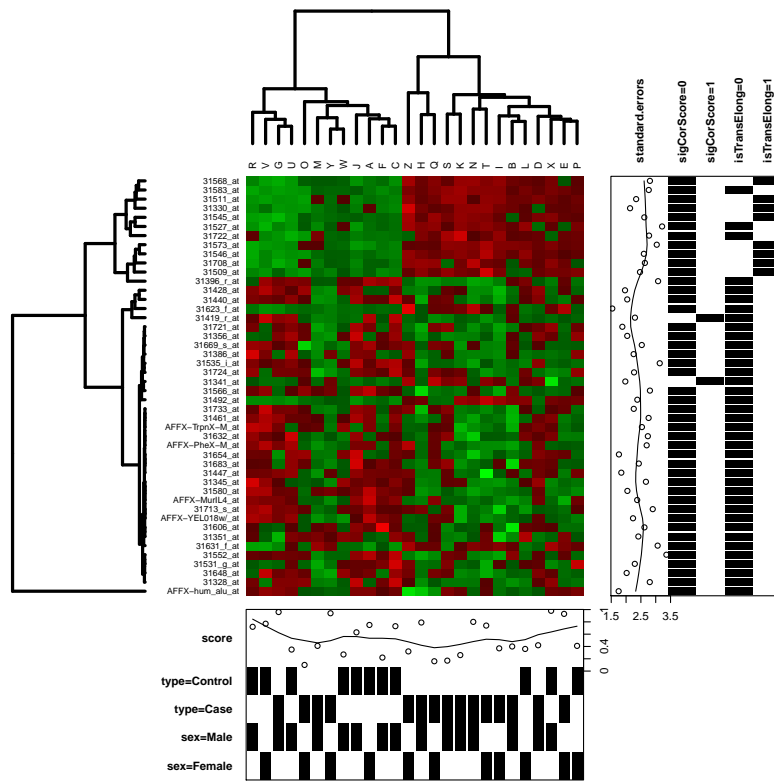 standard.errors
sigCorScore=0
sigCorScore=1
isTransElong=0
isTransElong=1
R V G U O M Y W J A F C Z H Q S K N T I B L D X E P
31568_at
31583_at
31511_at
31330_at
31545_at
31527_at
31722_at
31573_at
31546_at
31708_at
31509_at
31396_r_at
31428_at
31440_at
31623_f_at
31419_r_at
31721_at
31356_at
31669_s_at
31386_at
31535_i_at
31724_at
31341_at
31566_at
31492_at
31733_at
31461_at
AFFX−TrpnX−M_at
31632_at
AFFX−PheX−M_at
31654_at
31683_at
31447_at
31345_at
31580_at
AFFX−MurIL4_at
31713_s_at
AFFX−YEL018w/_at
31606_at
31351_at
31631_f_at
31552_at
31531_g_at
31648_at
31328_at
AFFX−hum_alu_at
1.5 2.5 3.5
score
0 0.4 1
type=Control
type=Case
sex=Male
sex=Female